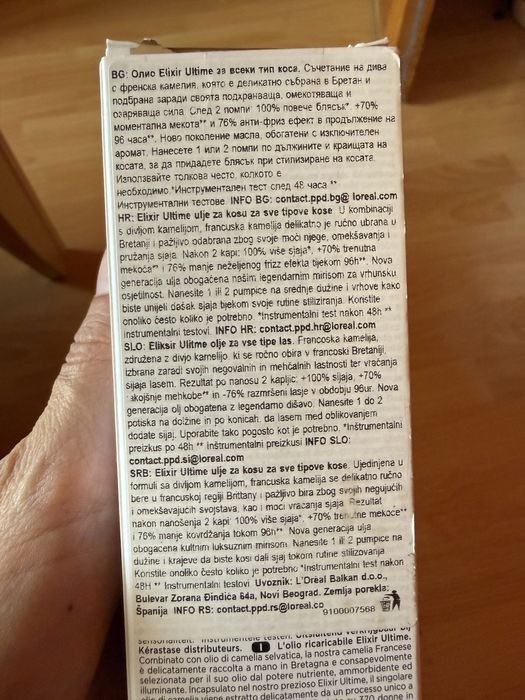 BG: Олио Elixir Ultime за всеки тип коса. Съчетание на дива
с френска камелия, която е деликатно събрана в Бретан и
подбрана заради своята подхранваща, омекотяваща и
озаряваща сила. След 2 помпи: 100% повече блясък*, +70%
моментална мекота** и 76% анти-фриз ефект в продължение на
96 часа**. Ново поколение масла, обогатени с изключителен
аромат. Нанесете 1 или 2 помпи по дължините и краищата на
косата, за да придадете блясък при стилизиране на косата.
Използвайте толкова често, колкото е
необходимо.*Инструментален тест след 48 часа **
Инструментални тестове INFO BG: contact.ppd.bg@ loreal.com
HR: Elixir Ultime ulje za kosu za sve tipove kose. U kombinaciji
s divljom kamelijom, francuska kamelija delikatno je ručno ubrana u
Bretanji i pažljivo odabrana zbog svoje moći njege, omekšavanja i
pružanja sjaja. Nakon 2 kapi: 100% više sjaja*, +70% trenutna
mekoća** i 76% manje neželjenog frizz efekta tijekom 96h**. Nova
generacija ulja obogaćena našim legendarnim mirisom za vrhunsku
osjetilnost. Nanesite 1 ili 2 pumpice na srednje dužine i vrhove kako
biste unijeli dašak sjaja tijekom svoje rutine stiliziranja. Koristite
onoliko često koliko je potrebno. *Instrumentalni test nakon 48h **
Instrumentalni testovi. INFO HR: contact.ppd.hr@loreal.com
SLO: Eliksir Ulitme olje za vse tipe las. Francoska kamelija,
združena z divjo kamelijo, ki se ročno obira v francoski Bretaniji,
izbrana zaradi svojih negovalnih in mehčalnih lastnosti ter vračanja
sijaja lasem. Rezultat po nanosu 2 kapljic: +100% sijaja, +70%
takojšnje mehkobe** in -76% razmršeni lasje v obdobju 96ur. Nova
generacija olj obogatena z legendarno dišavo. Nanesite 1 do 2
potiska na dolžine in po konicah, da lasem med oblikovanjem
dodate sijaj. Uporabite tako pogosto kot je potrebno. *Inštrumentalni
preizkus po 48h ** Inštrumentalni preizkusi INFO SLO:
contact.ppd.si@loreal.com
SRB: Elixir Ultime ulje za kosu za sve tipove kose. Ujedinjena u
formuli sa divljom kamelijom, francuska kamelija se delikatno ručno
bere u francuskoj regiji Brittany i pažljivo bira zbog svojih negujućih
i omekšavajućih svojstava, kao i moći vraćanja sjaja. Rezultat
nakon nanošenja 2 kapi: 100% više sjaja*, +70% trenutne mekoće**
i 76% manje kovrdžanja tokom 96h** Nova generacija ulja
obogaćena kultnim luksuznim mirisom. Nanesite 1 ili 2 pumpice na
dužine i krajeve da biste kosi dali sjaj tokom rutine stilizovanja.
Koristite onoliko često koliko je potrebno *Instrumentalni test nakon
48H ** Instrumentalni testovi Uvoznik: L'Oréal Balkan d.o.o.,
Bulevar Zorana Đinđića 64a, Novi Beograd. Zemlja porekla:
Španija INFO RS: contact.ppd.rs@loreal.co
9100007568
Kérastase distributeurs. I L'olio ricaricabile Elixir Ultime.
Combinato con olio di camelia selvatica, la nostra camelia Francese
è delicatamente raccolta a mano in Bretagna e consapevolmente
selezionata per il suo olio dal potere nutriente, ammorbidente ed
illuminante. Incapsulato nel nostro prezioso Elixir Ultime, il singolare